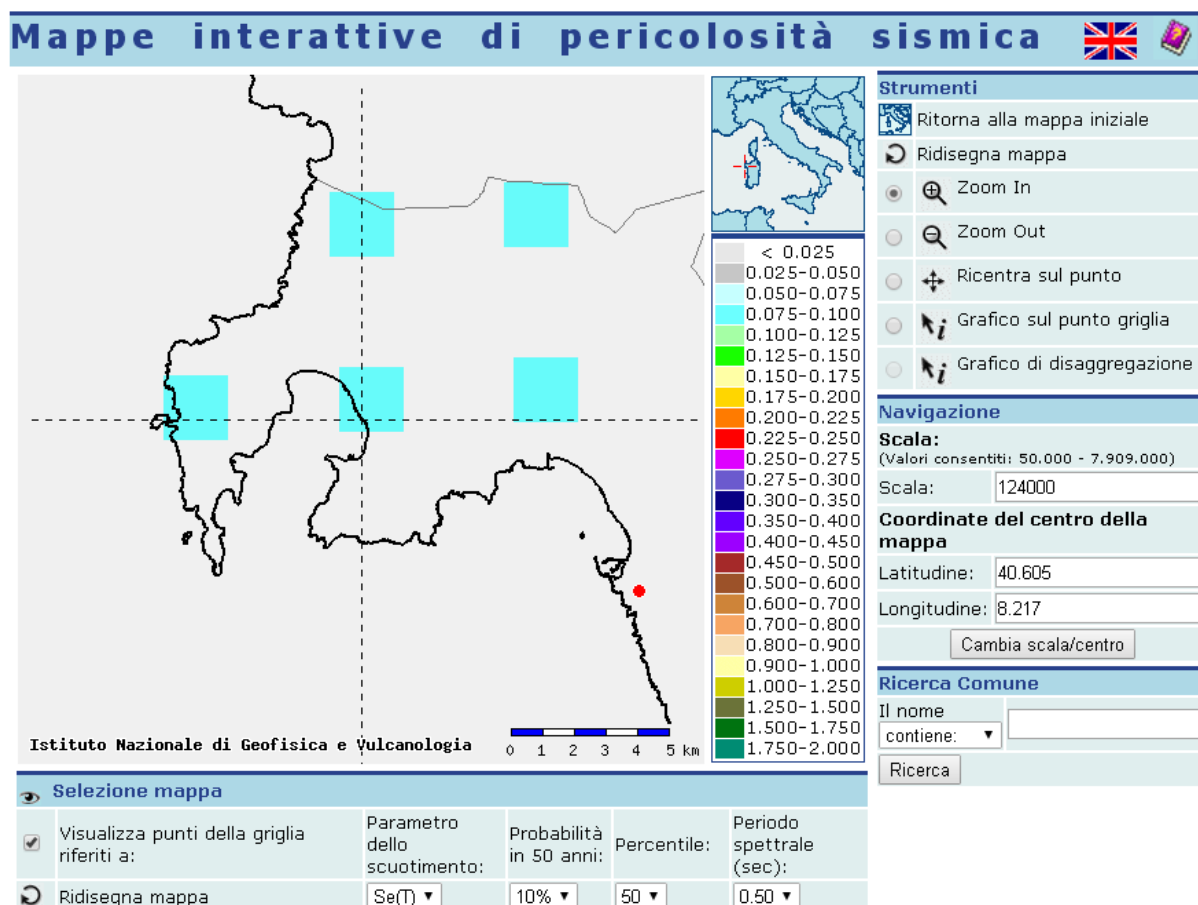 Mappe interattive di pericolosità sismica
Istituto Nazionale di Geofisica e Vulcanologia
0 1 2 3 4 5 km
< 0.025
0.025-0.050
0.050-0.075
0.075-0.100
0.100-0.125
0.125-0.150
0.150-0.175
0.175-0.200
0.200-0.225
0.225-0.250
0.250-0.275
0.275-0.300
0.300-0.350
0.350-0.400
0.400-0.450
0.450-0.500
0.500-0.600
0.600-0.700
0.700-0.800
0.800-0.900
0.900-1.000
1.000-1.250
1.250-1.500
1.500-1.750
1.750-2.000
Strumenti
Ritorna alla mappa iniziale
Ridisegna mappa
Zoom In
Zoom Out
Ricentra sul punto
Grafico sul punto griglia
Grafico di disaggregazione
Navigazione
Scala:
(Valori consentiti: 50.000 - 7.909.000)
Scala: 124000
Coordinate del centro della
mappa
Latitudine: 40.605
Longitudine: 8.217
Cambia scala/centro
Ricerca Comune
Il nome
contiene:
Ricerca
Selezione mappa
Visualizza punti della griglia
riferiti a:
Parametro
dello
scuotimento:
Probabilità
in 50 anni:
Percentile:
Periodo
spettrale
(sec):
Ridisegna mappa Se(T) 10% 50 0.50